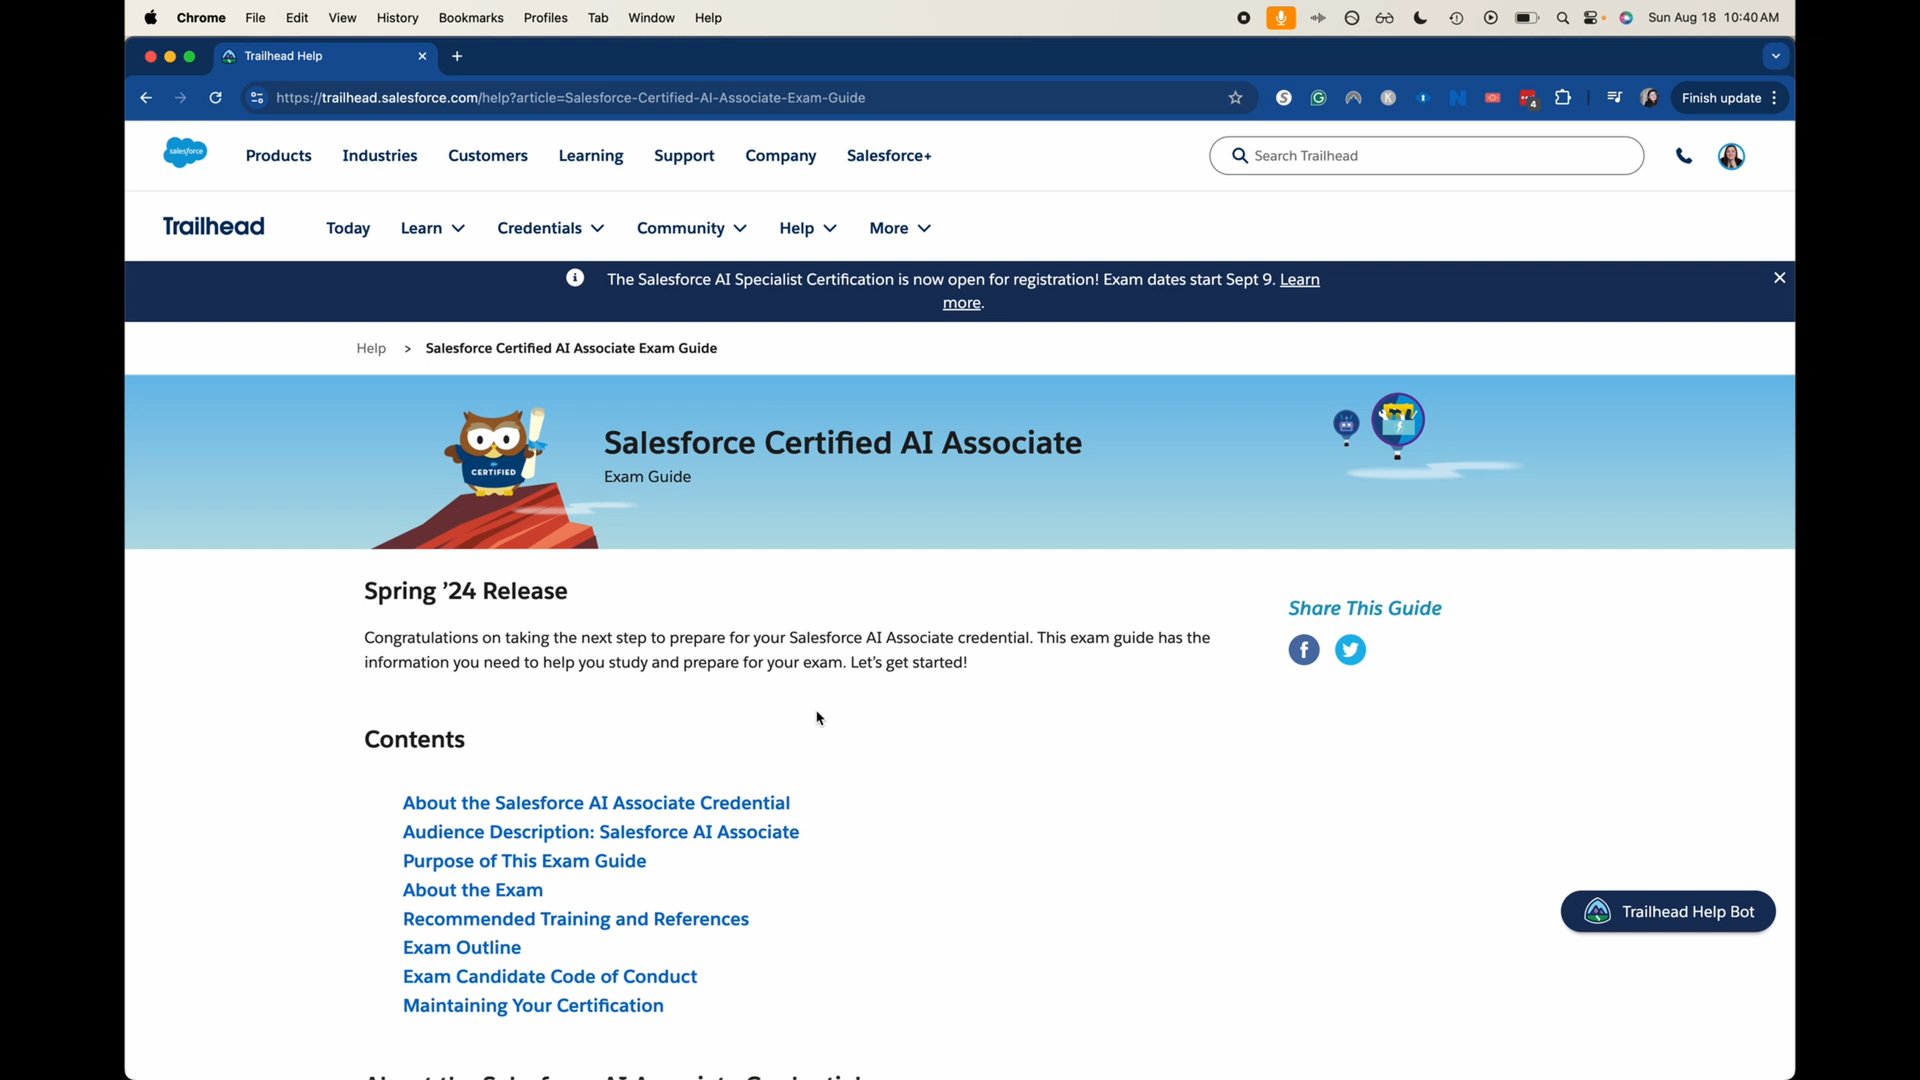 Chrome File Edit View History Bookmarks Profiles Tab Window Help Sun Aug 18 10:40 AM
Trailhead Help
https://trailhead.salesforce.com/help?article=Salesforce-Certified-AI-Associate-Exam-Guide 4 Finish update
salesforce Products Industries Customers Learning Support Company Salesforce+ Search Trailhead
Trailhead Today Learn Credentials Community Help More
The Salesforce AI Specialist Certification is now open for registration! Exam dates start Sept 9. Learn
more.
Help > Salesforce Certified AI Associate Exam Guide
CERTIFIED
Salesforce Certified AI Associate
Exam Guide
Spring ’24 Release
Share This Guide
Congratulations on taking the next step to prepare for your Salesforce AI Associate credential. This exam guide has the
information you need to help you study and prepare for your exam. Let’s get started!
Contents
About the Salesforce AI Associate Credential
Audience Description: Salesforce AI Associate
Purpose of This Exam Guide
About the Exam
Recommended Training and References
Exam Outline
Exam Candidate Code of Conduct
Maintaining Your Certification
Trailhead Help Bot